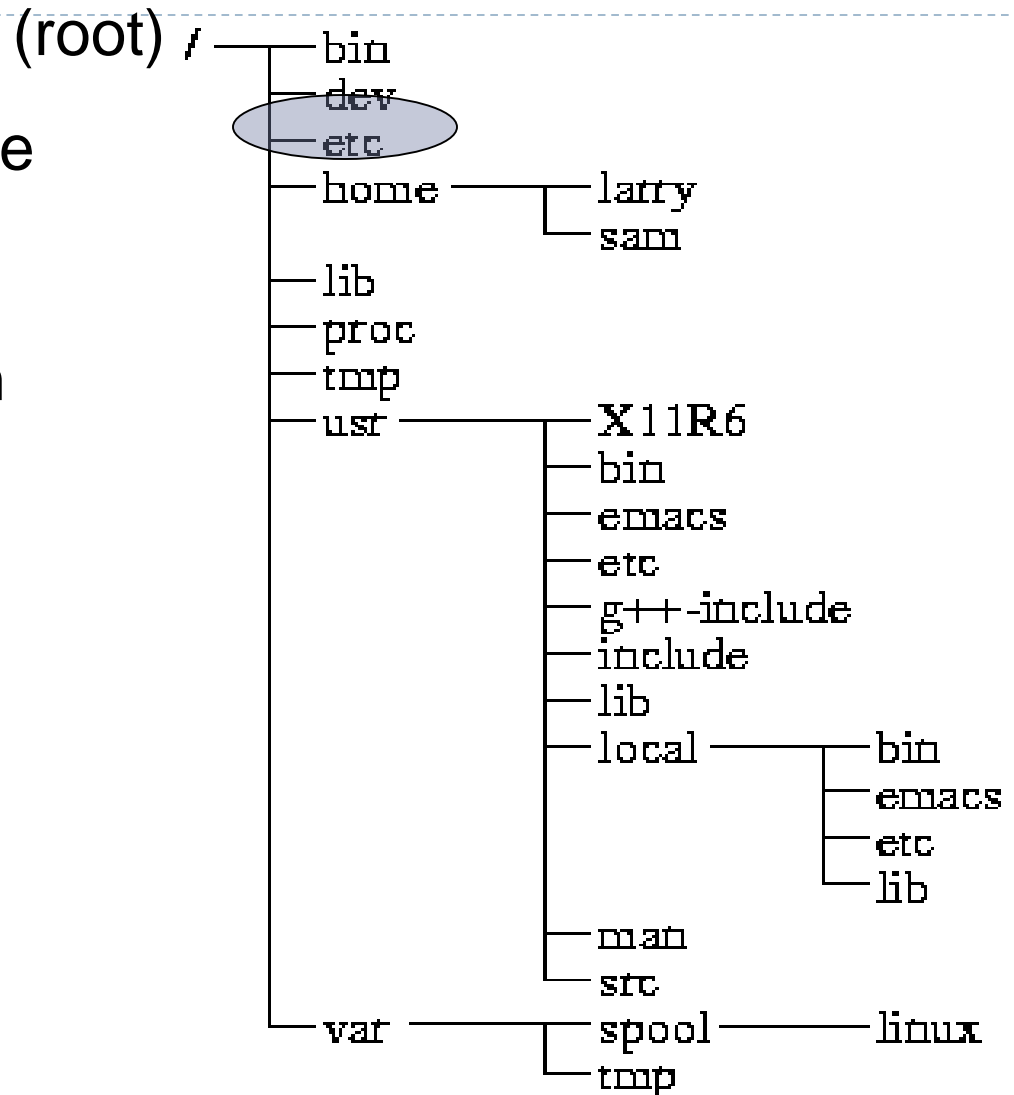 (root) / bin
dev
e etc
home larry
sam
lib
proc
tmp
usr X11R6
bin
emacs
etc
g++-include
include
lib
local bin
emacs
etc
lib
man
src
var spool linux
tmp